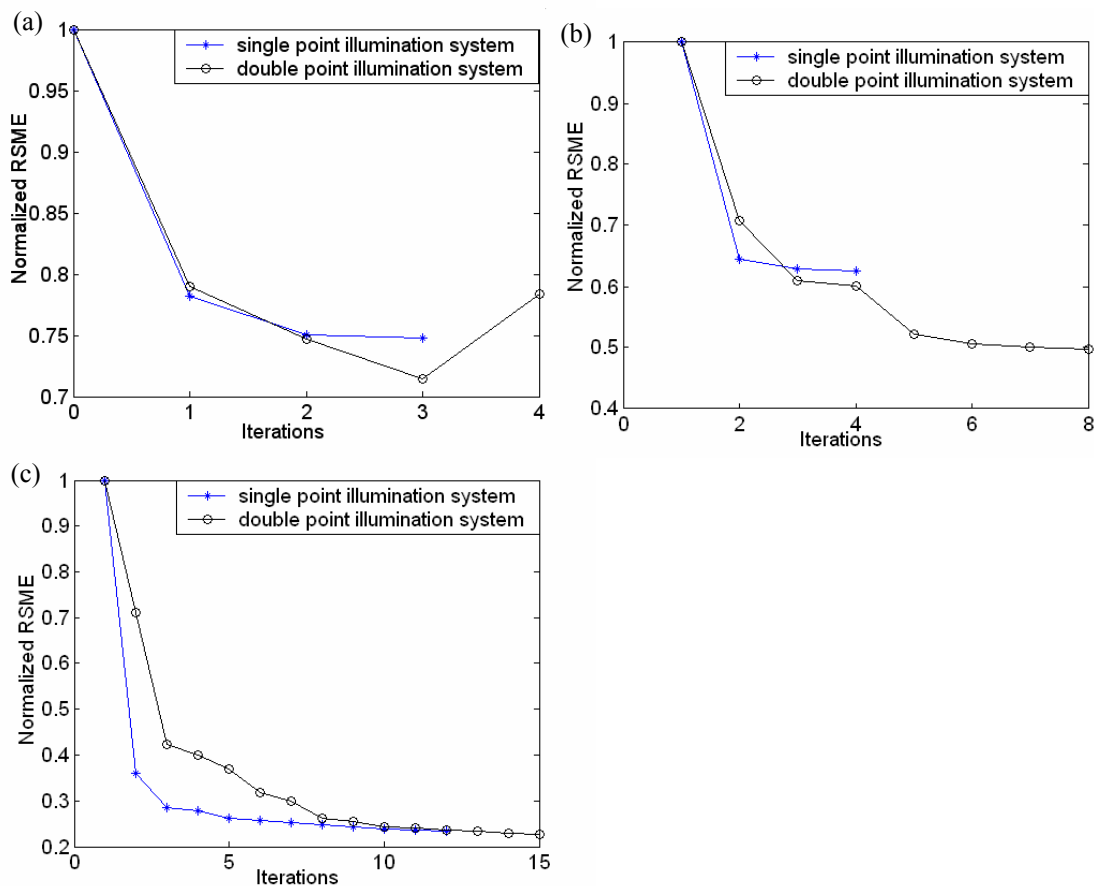 (a)
1
0.95
0.9
0.85
0.8
0.75
0.7
Normalized RSME
single point illumination system
double point illumination system
0 1 2 3 4
Iterations
(b)
1
0.9
0.8
0.7
0.6
0.5
0.4
Normalized RSME
single point illumination system
double point illumination system
0 2 4 6 8
Iterations
(c)
1
0.9
0.8
0.7
0.6
0.5
0.4
0.3
0.2
Normalized RSME
single point illumination system
double point illumination system
0 5 10 15
Iterations